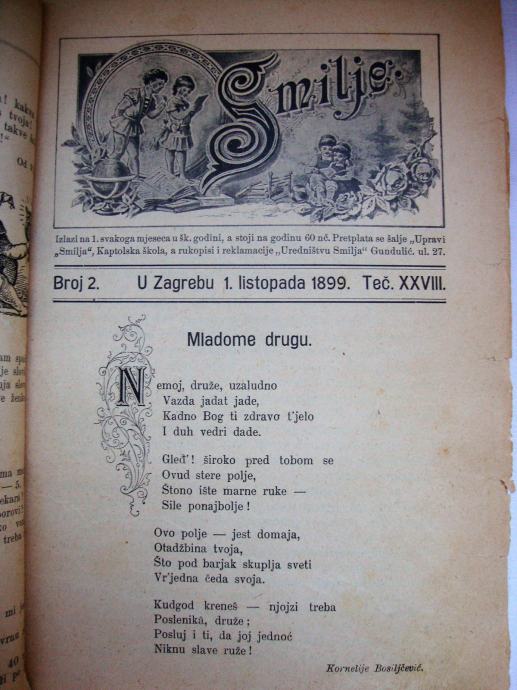 Smilje.
Izlazi na 1. svakoga mjeseca u šk. godini, a stoji na godinu 60 nč. Pretplata se šalje „Upravi
„Smilja“, Kaptolska škola, a rukopisi i reklamacije „Uredništvu Smilja“ Gundulić. ul. 27.
Broj 2. U Zagrebu 1. listopada 1899. Teč. XXVIII.
Mladome drugu.
Nemoj, druže, uzaludno
Vazda jadat jade,
Kadno Bog ti zdravo t'jelo
I duh vedri dade.
Gleď! široko pred tobom se
Ovud stere polje,
Štono ište marne ruke —
Sile ponajbolje!
Ovo polje — jest domaja,
Otadžbina tvoja,
Što pod barjak skuplja sveti
Vr'jedna čeda svoja.
Kudgod kreneš — njojzi treba
Poslenika, druže;
Posluj i ti, da joj jednoć
Niknu slave ruže!
Kornelije Bosiljčević.